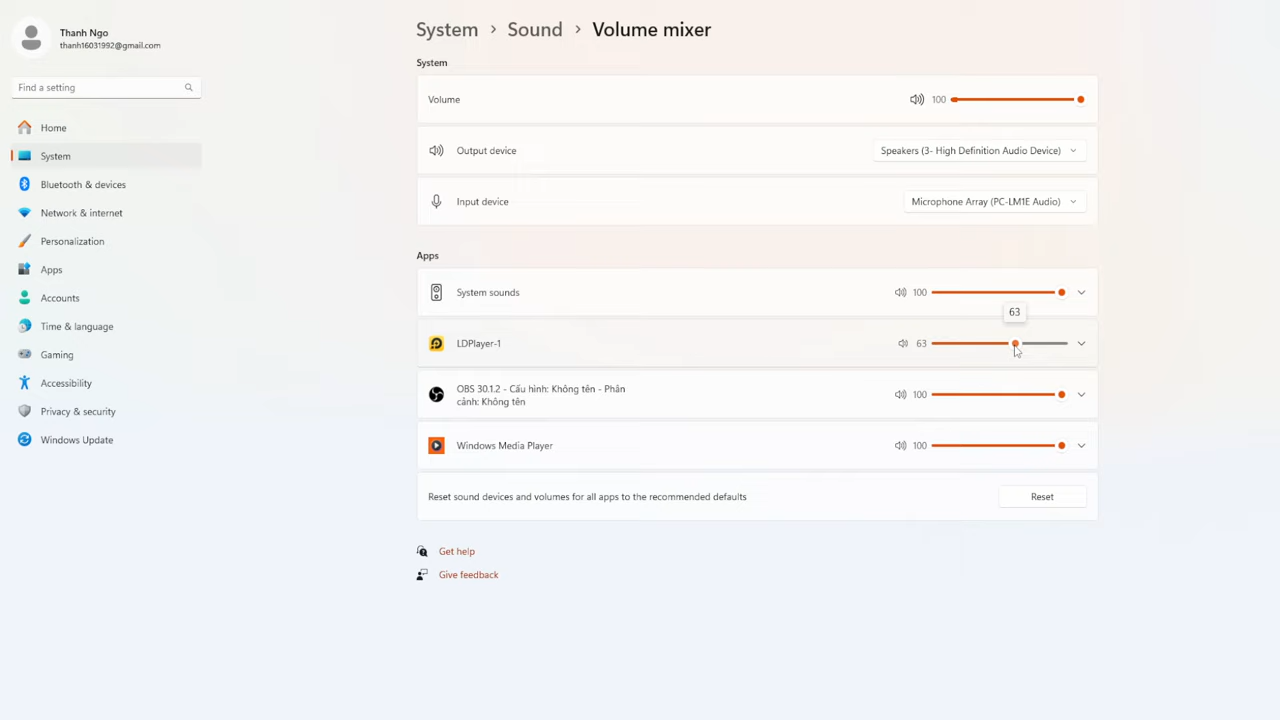 Thanh Ngo
thanh16031992@gmail.com
Find a setting
Home
System
Bluetooth & devices
Network & internet
Personalization
Apps
Accounts
Time & language
Gaming
Accessibility
Privacy & security
Windows Update
System > Sound > Volume mixer
System
Volume 100
Output device Speakers (3- High Definition Audio Device)
Input device Microphone Array (PC-LM1E Audio)
Apps
System sounds 100
63
LDPlayer-1 63
OBS 30.1.2 - Cấu hình: Không tên - Phân
cảnh: Không tên
100
Windows Media Player 100
Reset sound devices and volumes for all apps to the recommended defaults Reset
Get help
Give feedback